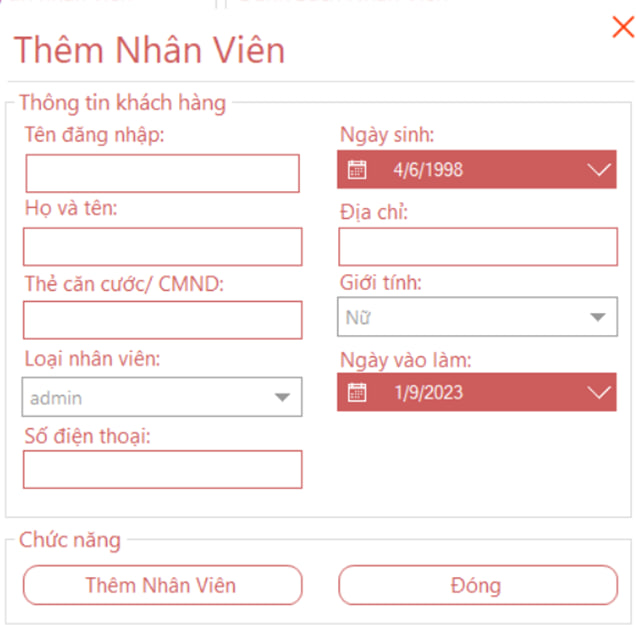 Thêm Nhân Viên
Thông tin khách hàng
Tên đăng nhập:
Ngày sinh:
4/6/1998
Họ và tên:
Địa chỉ:
Thẻ căn cước/ CMND:
Giới tính:
Nữ
Loại nhân viên:
admin
Ngày vào làm:
1/9/2023
Số điện thoại:
Chức năng
Thêm Nhân Viên
Đóng